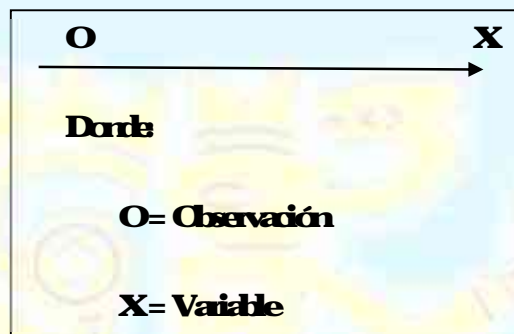 O X
Donde:
O= Observación
X= Variable